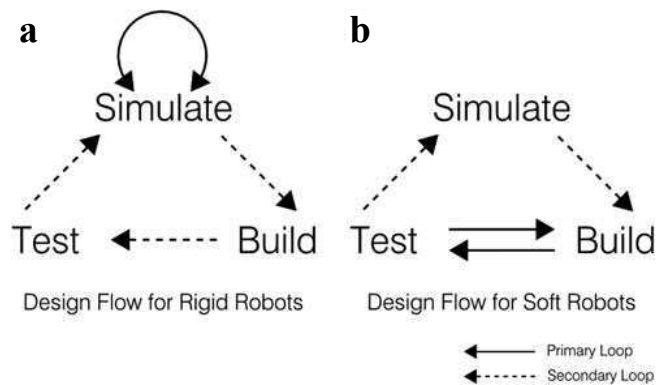 a
Simulate
Test
Build
Design Flow for Rigid Robots
b
Simulate
Test
Build
Design Flow for Soft Robots
Primary Loop
Secondary Loop